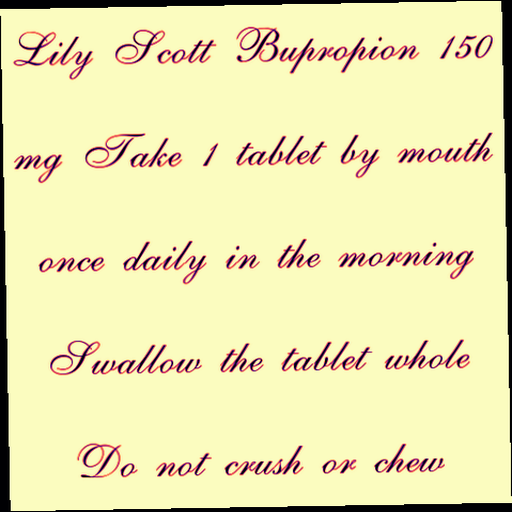 Lily Scott Bupropion 150
mg Take 1 tablet by mouth
once daily in the morning
Swallow the tablet whole
Do not crush or chew